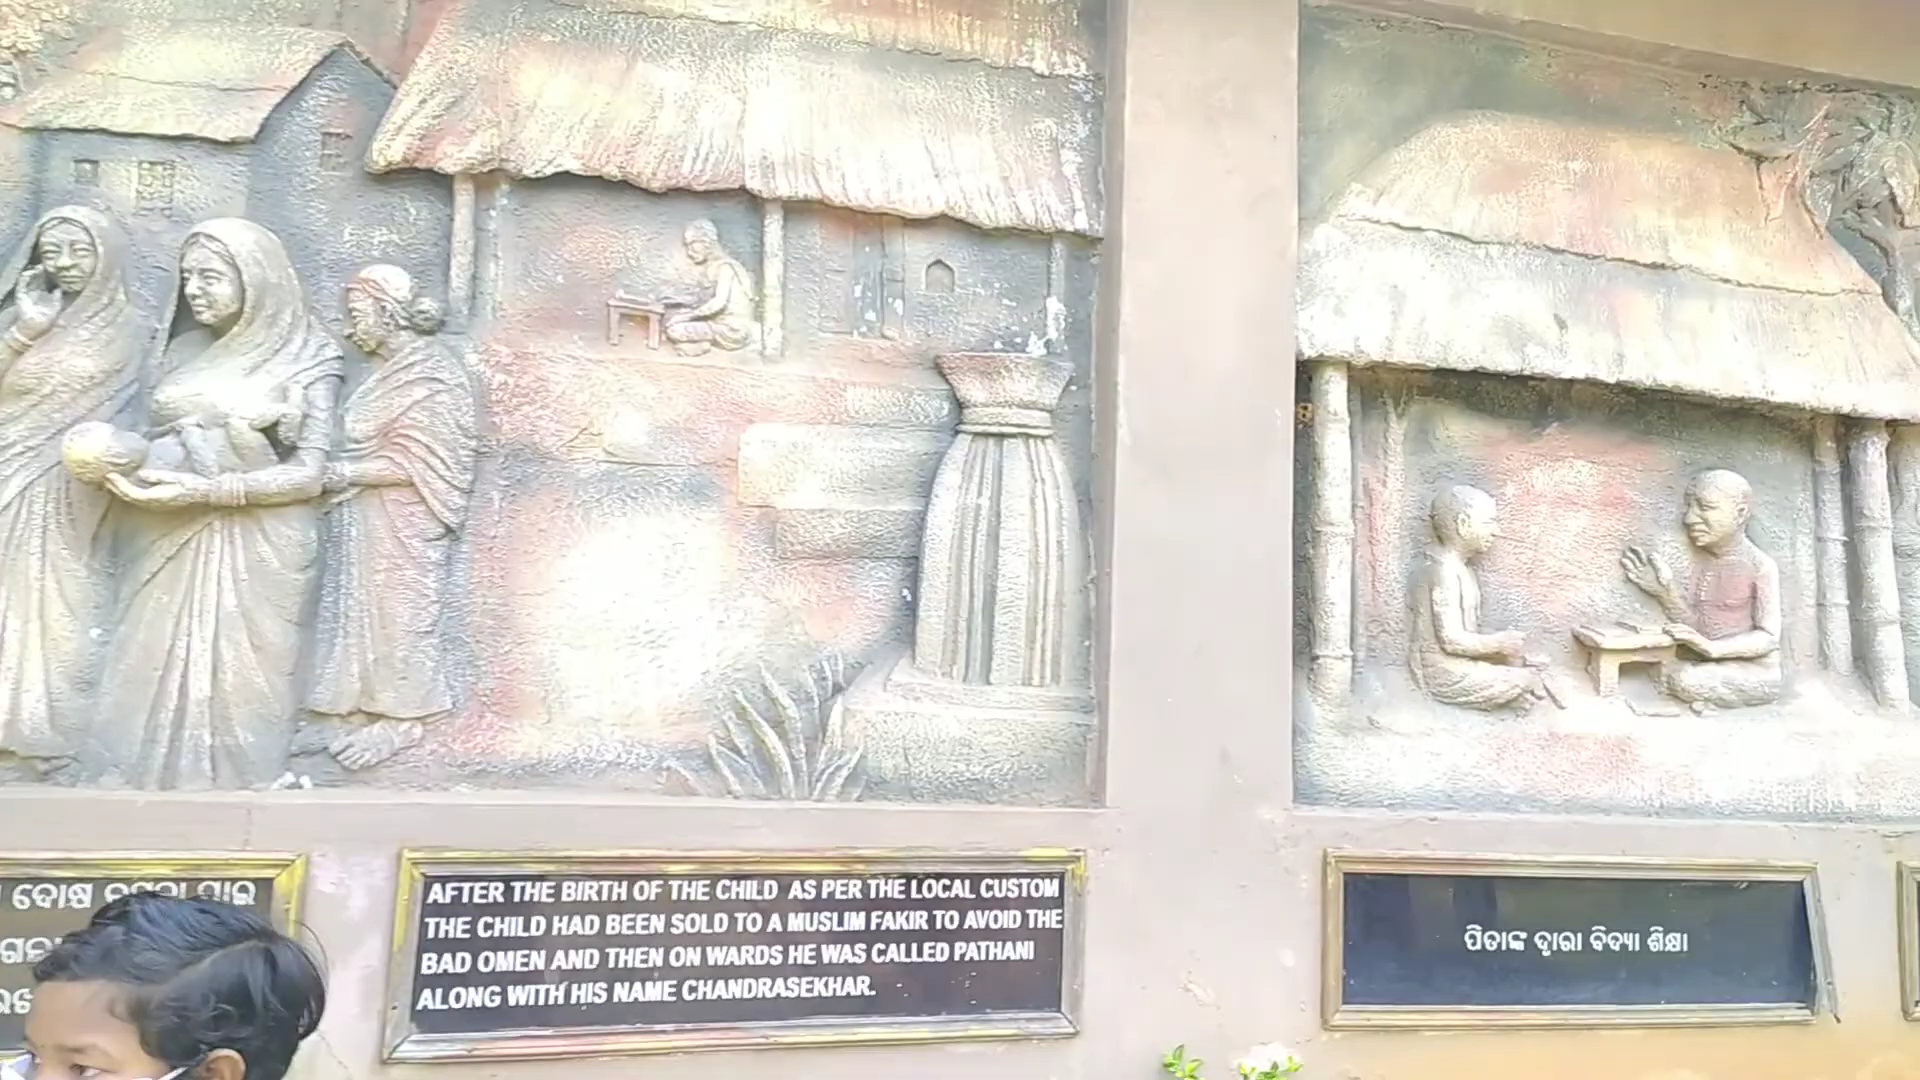 ଦୋଷ
AFTER THE BIRTH OF THE CHILD AS PER THE LOCAL CUSTOM
THE CHILD HAD BEEN SOLD TO A MUSLIM FAKIR TO AVOID THE
BAD OMEN AND THEN ON WARDS HE WAS CALLED PATHANI
ALONG WITH HIS NAME CHANDRASEKHAR.
ପିତାଙ୍କ ଦ୍ୱାରା ବିଦ୍ୟା ଶିକ୍ଷା